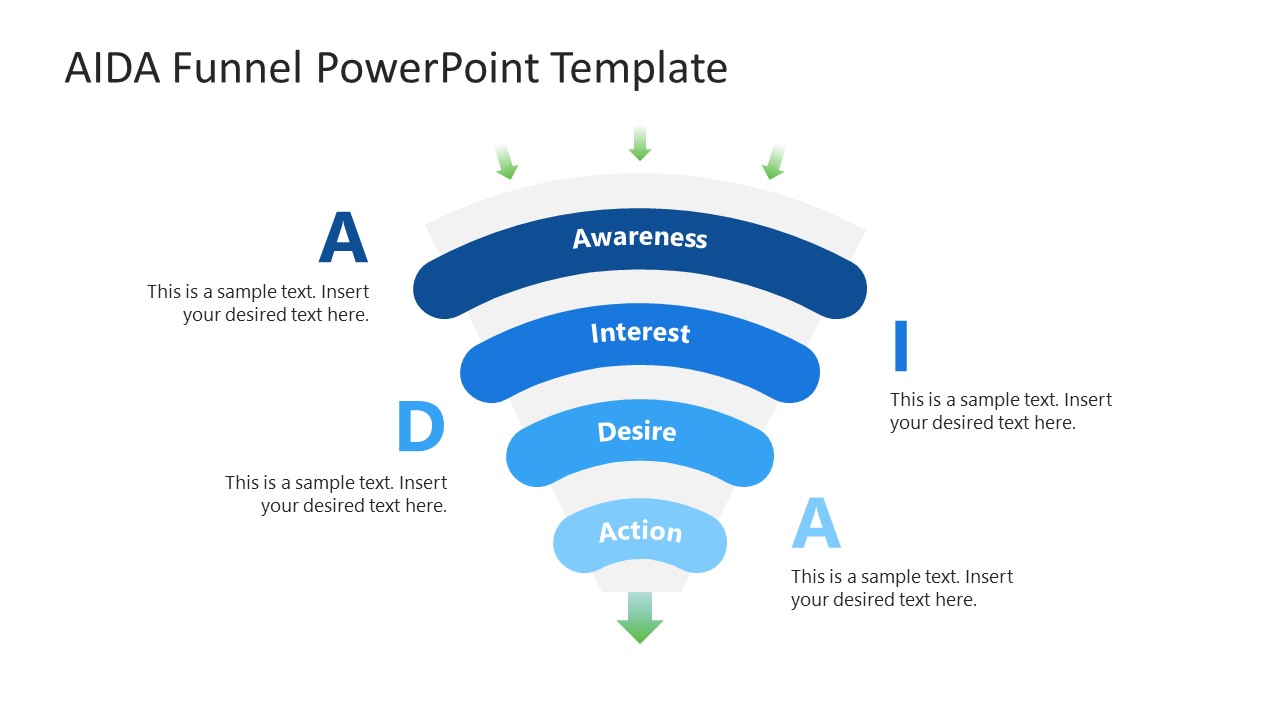 AIDA Funnel PowerPoint Template
A
This is a sample text. Insert
your desired text here.
Awareness
Interest
I
This is a sample text. Insert
your desired text here.
D
This is a sample text. Insert
your desired text here.
Desire
Action
A
This is a sample text. Insert
your desired text here.